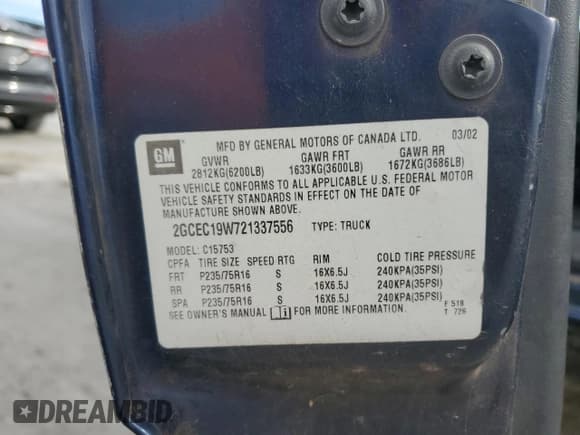 MFD BY GENERAL MOTORS OF CANADA LTD. 03/02
GM
GVWR GAWR FRT GAWR RR
2812KG(6200LB) 1633KG(3600LB) 1672KG(3686LB)
THIS VEHICLE CONFORMS TO ALL APPLICABLE U.S. FEDERAL MOTOR
VEHICLE SAFETY STANDARDS IN EFFECT ON THE DATE OF
MANUFACTURE SHOWN ABOVE.
2GCEC19W721337556 TYPE: TRUCK
MODEL: C15753
CPFA TIRE SIZE SPEED RTG RIM COLD TIRE PRESSURE
FRT P235/75R16 S 16X6.5J 240KPA(35PSI)
RR P235/75R16 S 16X6.5J 240KPA(35PSI)
SPA P235/75R16 S 16X6.5J 240KPA(35PSI)
SEE OWNER'S MANUAL i FOR MORE INFORMATION. F 518
T 726
DREAMBID